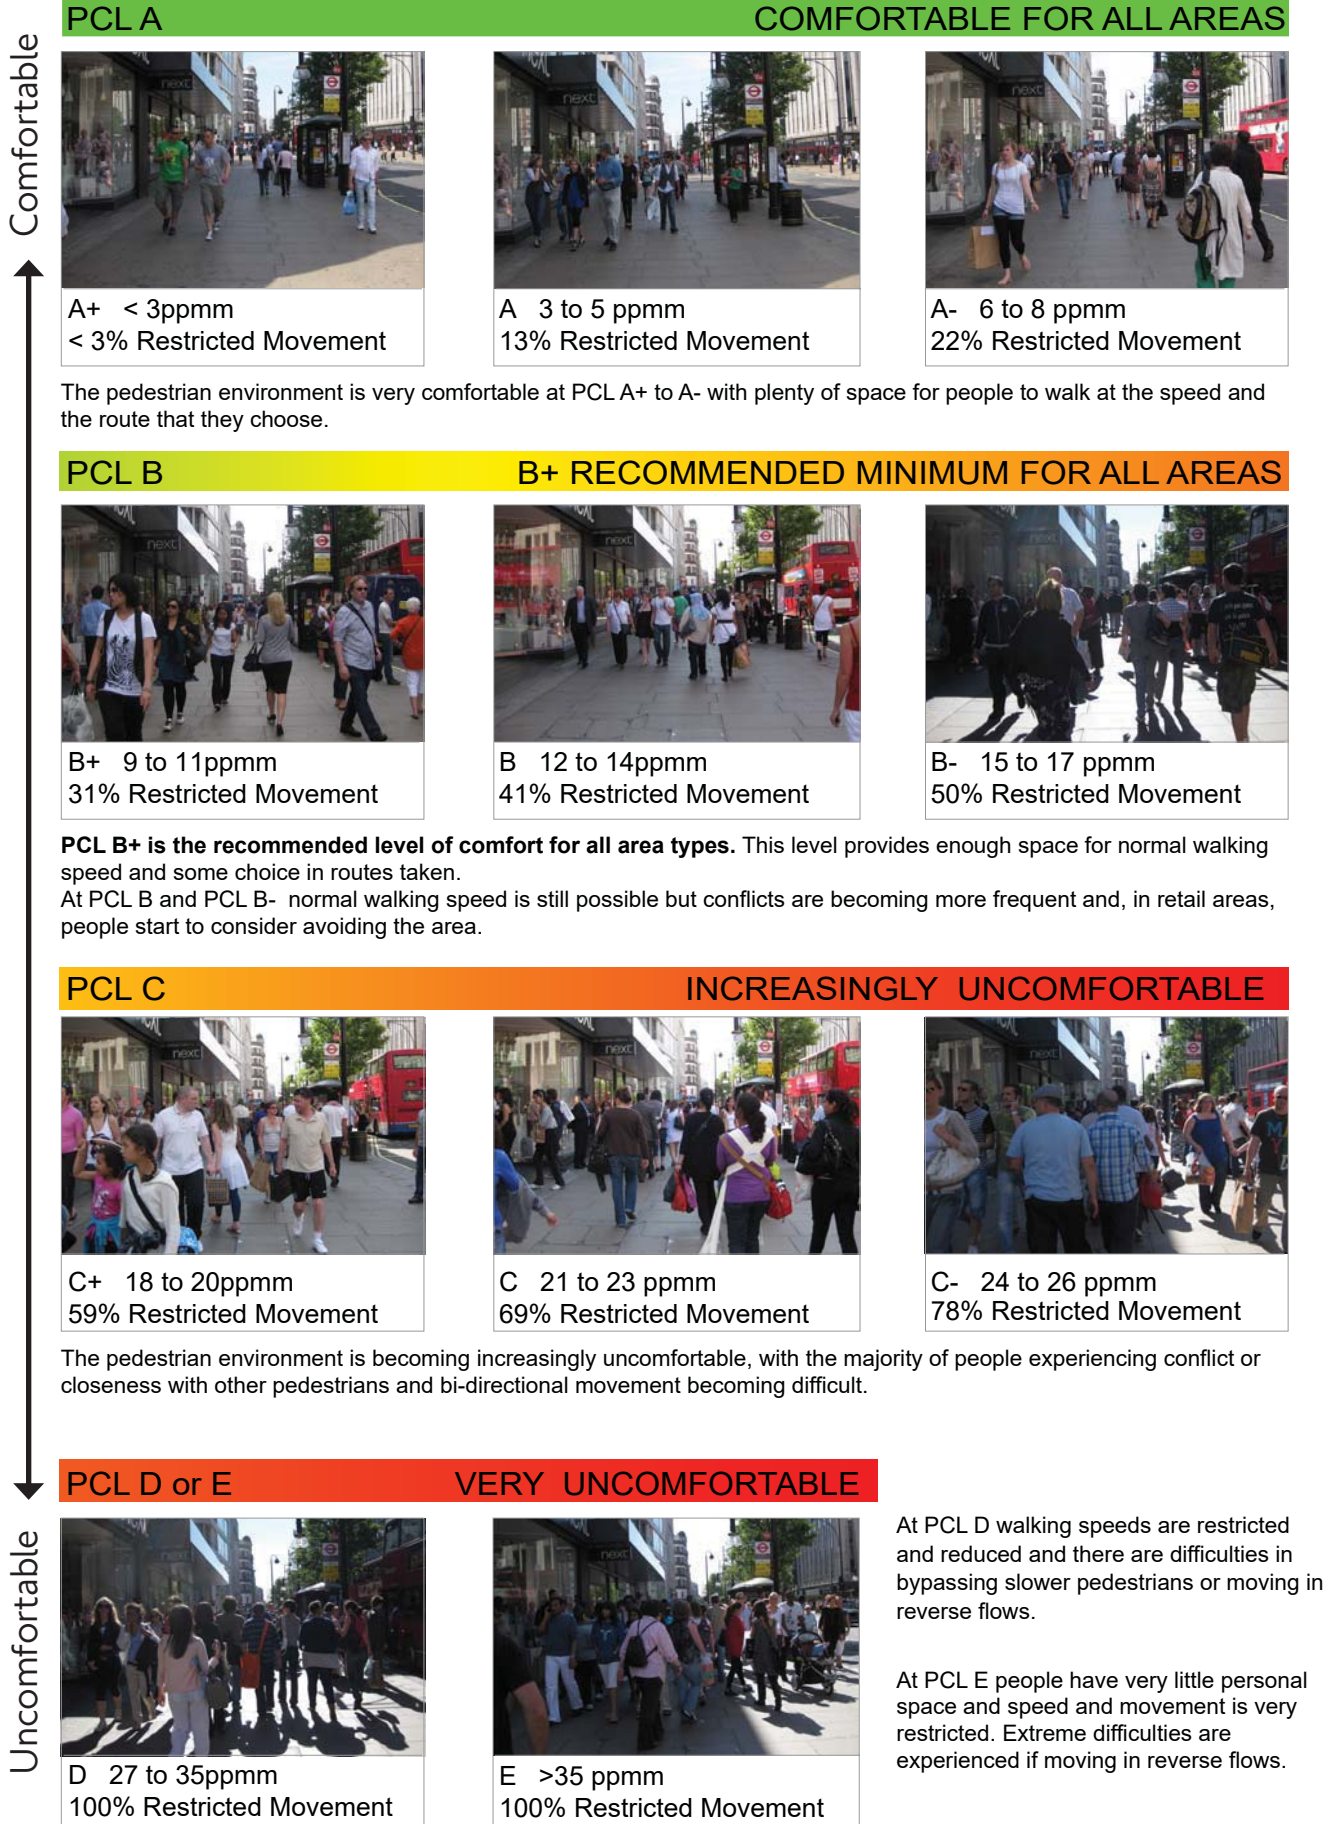 Comfortable
Uncomfortable
PCL A COMFORTABLE FOR ALL AREAS
next
next
next
A+ < 3ppmm
< 3% Restricted Movement
A 3 to 5 ppmm
13% Restricted Movement
A- 6 to 8 ppmm
22% Restricted Movement
The pedestrian environment is very comfortable at PCL A+ to A- with plenty of space for people to walk at the speed and
the route that they choose.
PCL B B+ RECOMMENDED MINIMUM FOR ALL AREAS
next
next
next
B+ 9 to 11ppmm
31% Restricted Movement
B 12 to 14ppmm
41% Restricted Movement
B- 15 to 17 ppmm
50% Restricted Movement
PCL B+ is the recommended level of comfort for all area types. This level provides enough space for normal walking
speed and some choice in routes taken.
At PCL B and PCL B- normal walking speed is still possible but conflicts are becoming more frequent and, in retail areas,
people start to consider avoiding the area.
PCL C INCREASINGLY UNCOMFORTABLE
next
next
next
C+ 18 to 20ppmm
59% Restricted Movement
C 21 to 23 ppmm
69% Restricted Movement
C- 24 to 26 ppmm
78% Restricted Movement
The pedestrian environment is becoming increasingly uncomfortable, with the majority of people experiencing conflict or
closeness with other pedestrians and bi-directional movement becoming difficult.
PCL D or E VERY UNCOMFORTABLE
next
next
D 27 to 35ppmm
100% Restricted Movement
E >35 ppmm
100% Restricted Movement
At PCL D walking speeds are restricted
and reduced and there are difficulties in
bypassing slower pedestrians or moving in
reverse flows.
At PCL E people have very little personal
space and speed and movement is very
restricted. Extreme difficulties are
experienced if moving in reverse flows.